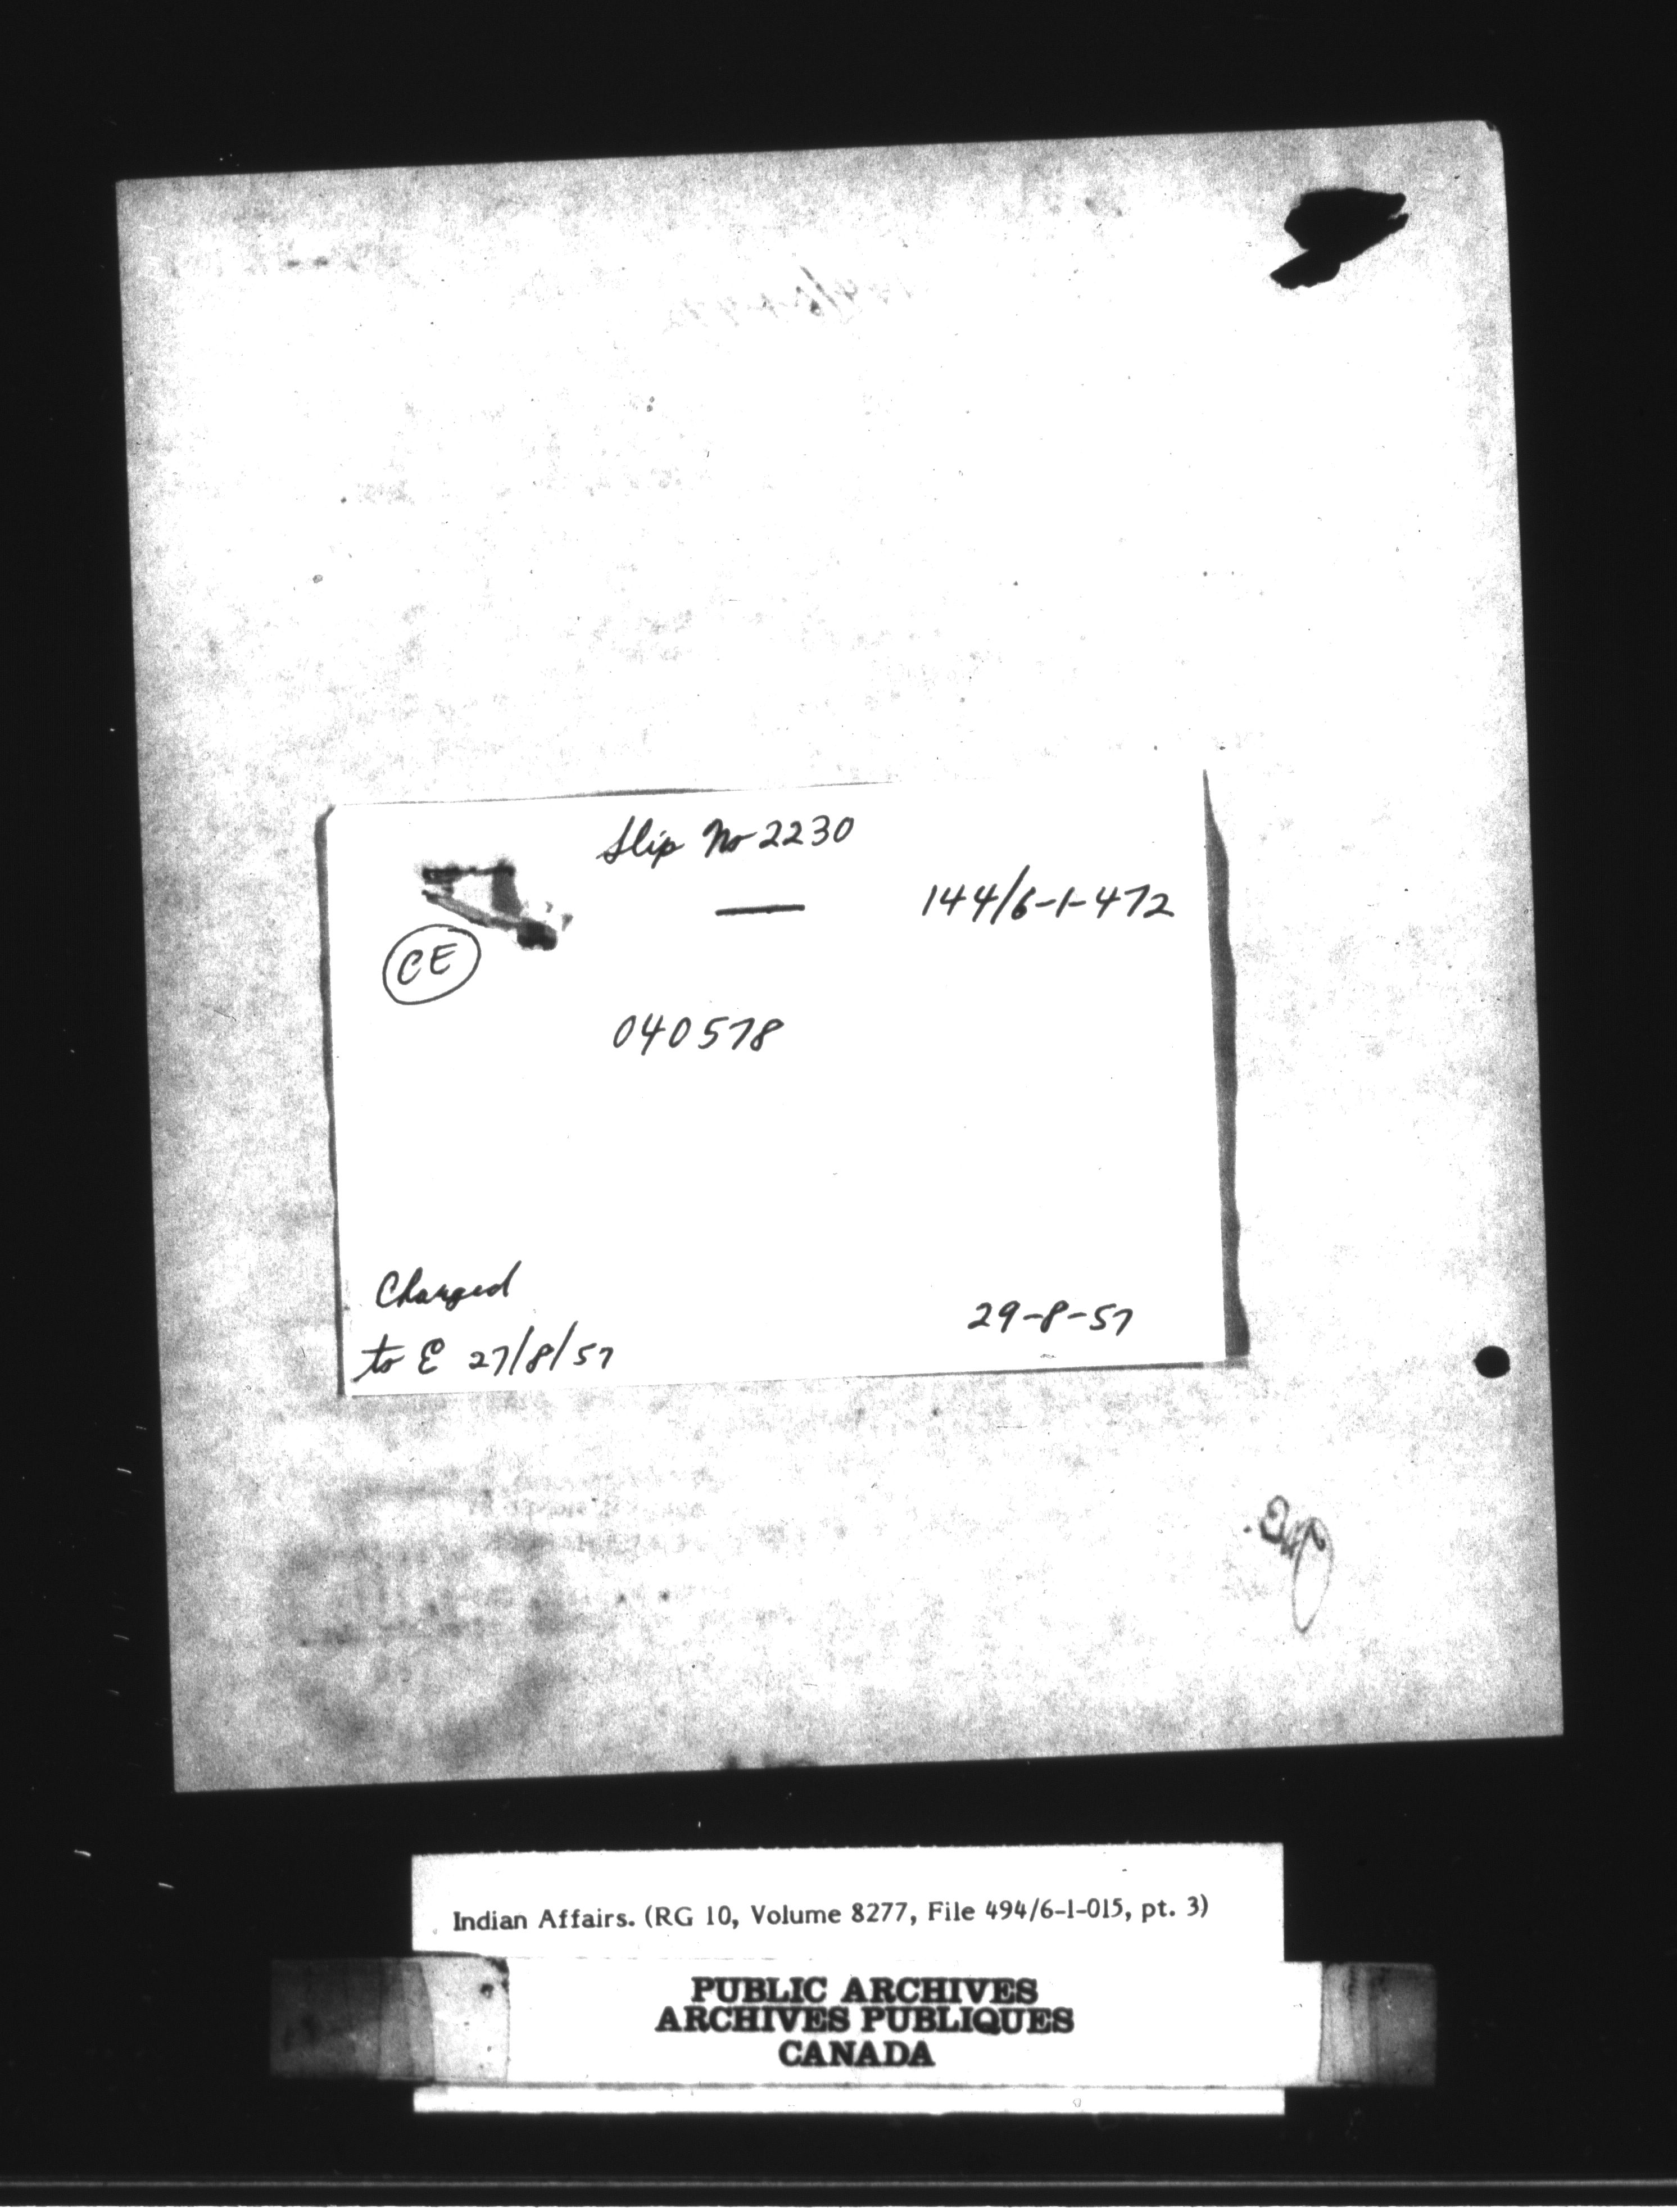 Slip No 2230
144/6-1-472
CE
040578
Charged
to E 27/8/57
29-8-57
Indian Affairs. (RG 10, Volume 8277, File 494/6-1-015, pt. 3)
PUBLIC ARCHIVES
ARCHIVES PUBLIQUES
CANADA